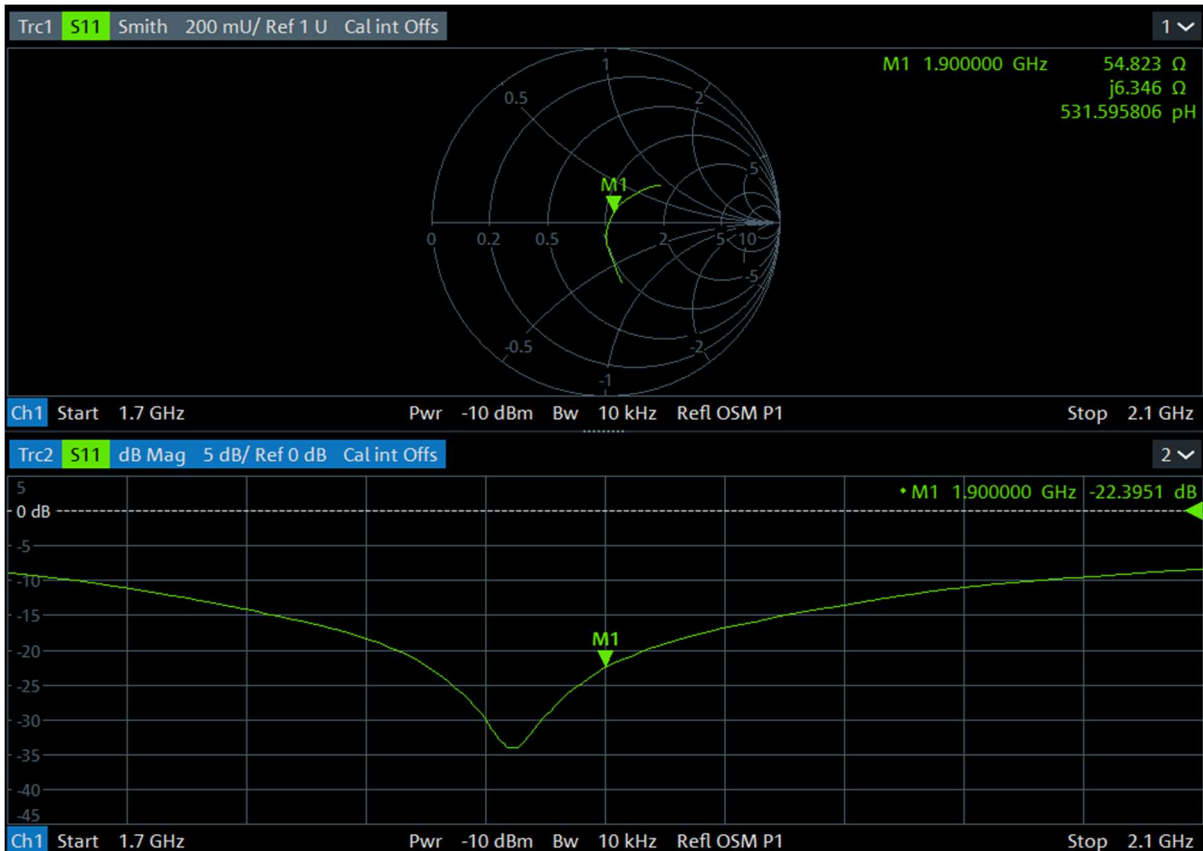 Trc1 S11 Smith 200 mU/ Ref 1 U Cal int Offs 1
M1 1.900000 GHz 54.823 Ω
j6.346 Ω
531.595806 pH
1
0.5 2
5
M1
0 0.2 0.5 2 5 10
-5
-0.5 -2
-1
Ch1 Start 1.7 GHz Pwr -10 dBm Bw 10 kHz Refl OSM P1 Stop 2.1 GHz
Trc2 S11 dB Mag 5 dB/ Ref 0 dB Cal int Offs 2
5
• M1 1.900000 GHz -22.3951 dB
0 dB
-5
-10
-15
M1
-20
-25
-30
-35
-40
-45
Ch1 Start 1.7 GHz Pwr -10 dBm Bw 10 kHz Refl OSM P1 Stop 2.1 GHz